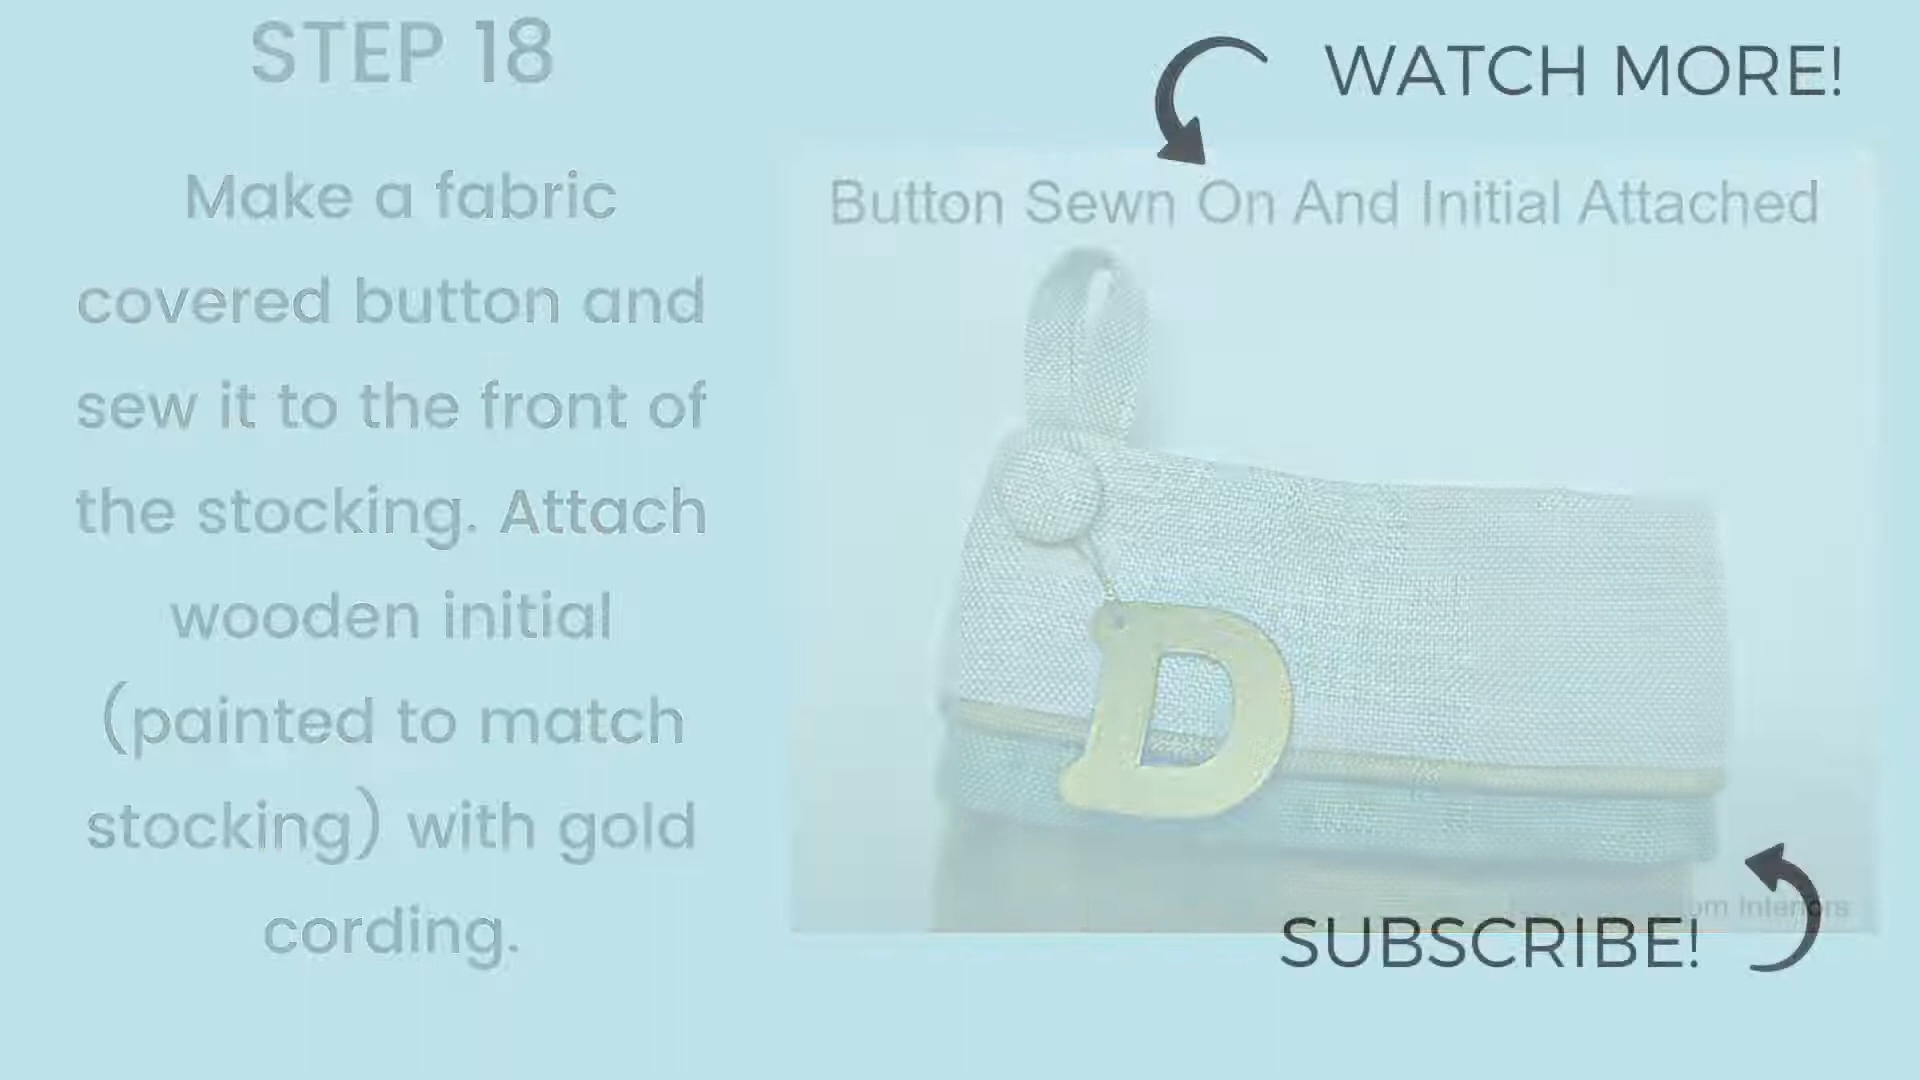 STEP 18
Make a fabric
covered button and
sew it to the front of
the stocking. Attach
wooden initial
(painted to match
stocking) with gold
cording.
WATCH MORE!
Button Sewn On And Initial Attached
D
Interiors
SUBSCRIBE!